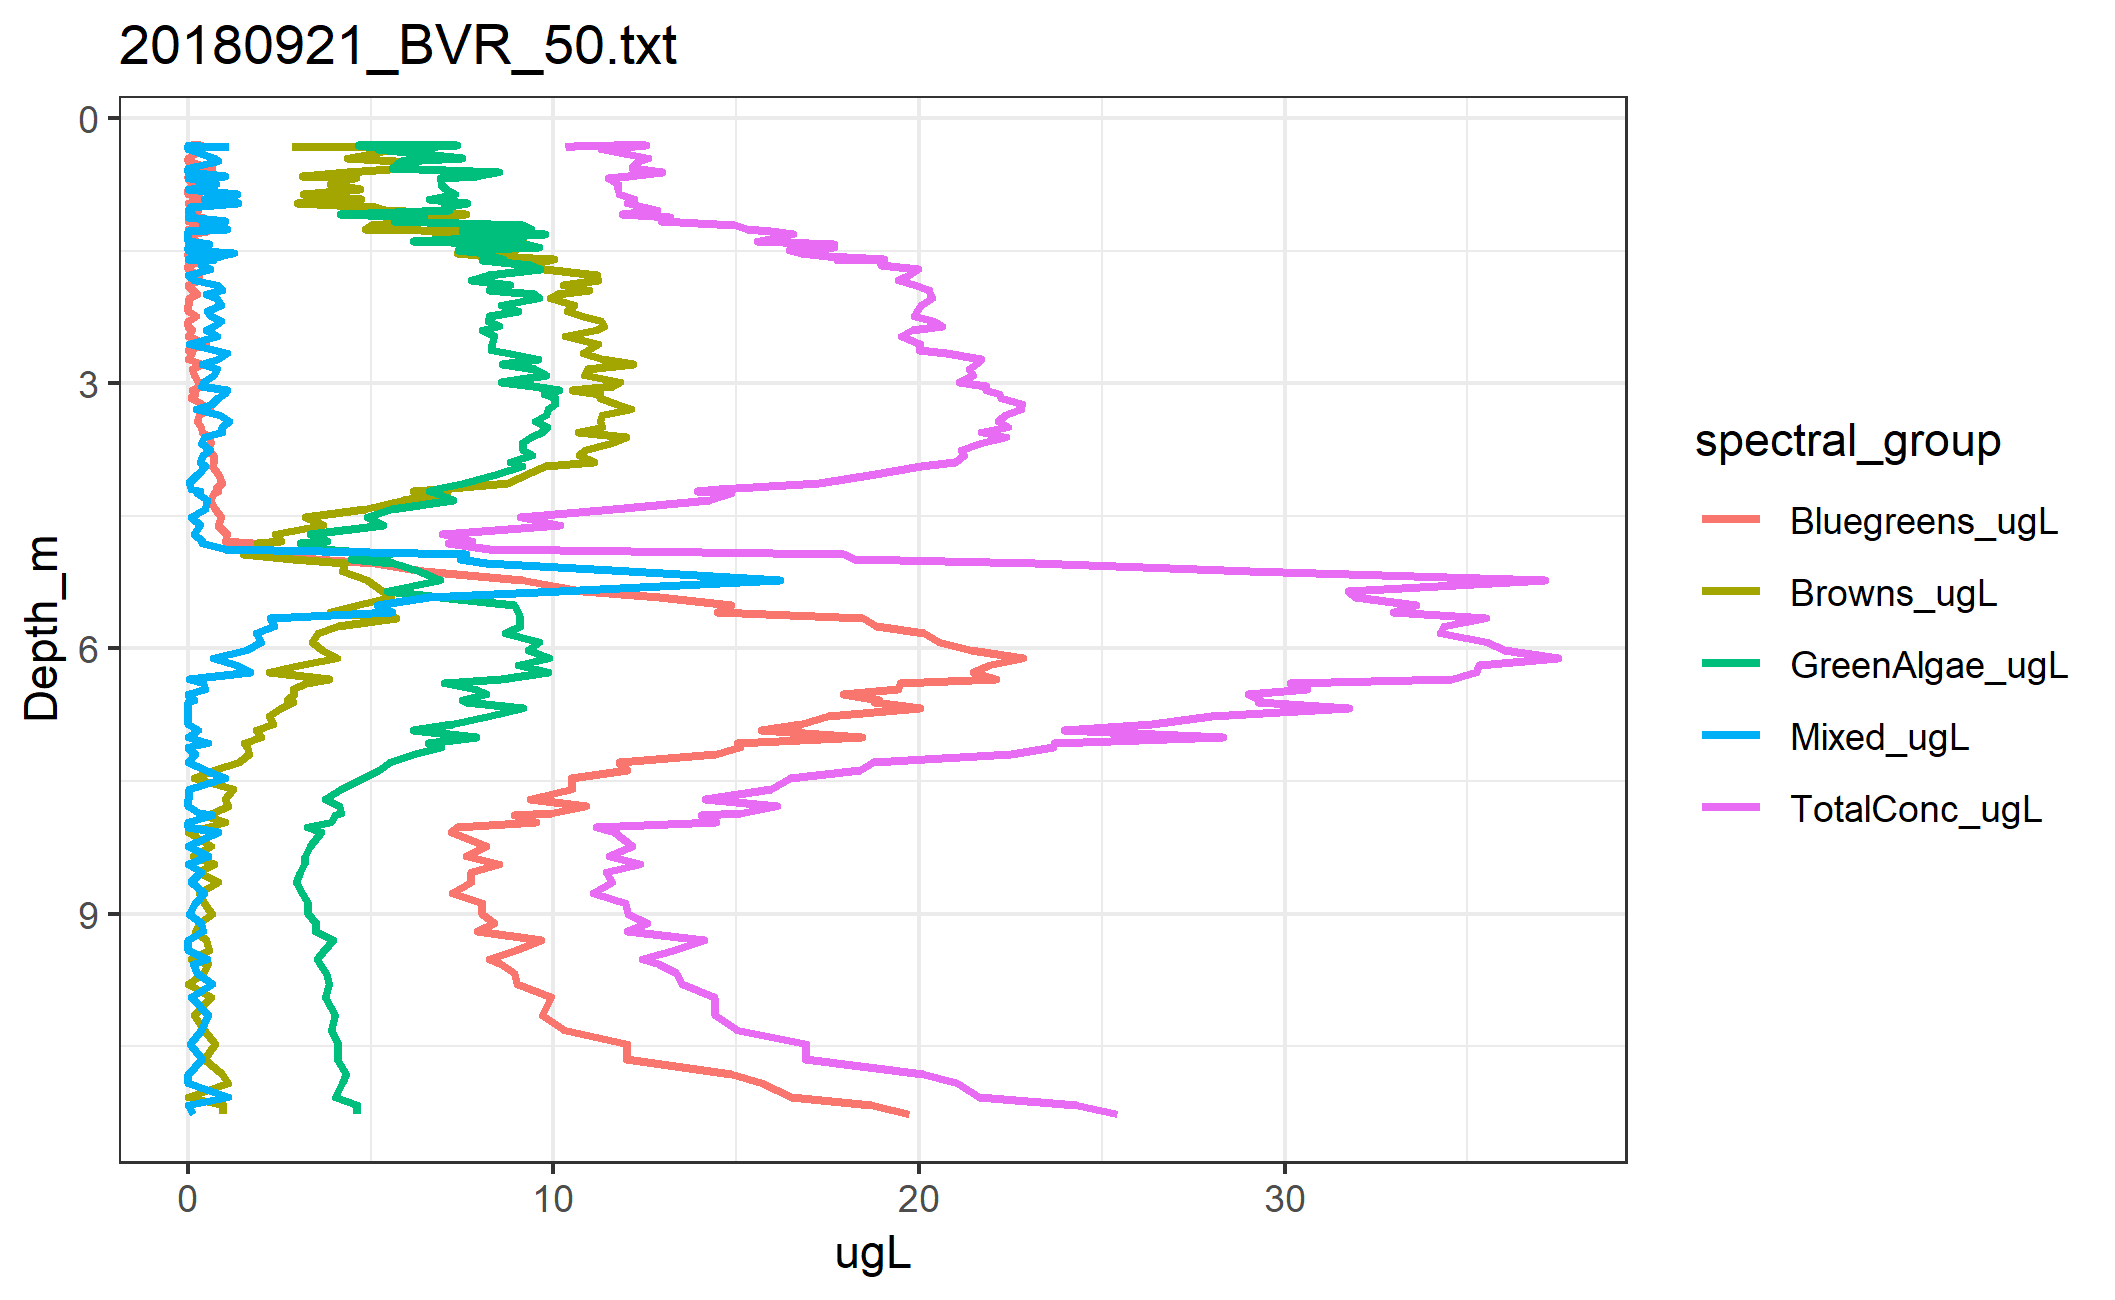 20180921_BVR_50.txt
0
3
6
9
Depth_m
0
10
20
30
ugL
spectral_group
Bluegreens_ugL
Browns_ugL
GreenAlgae_ugL
Mixed_ugL
TotalConc_ugL